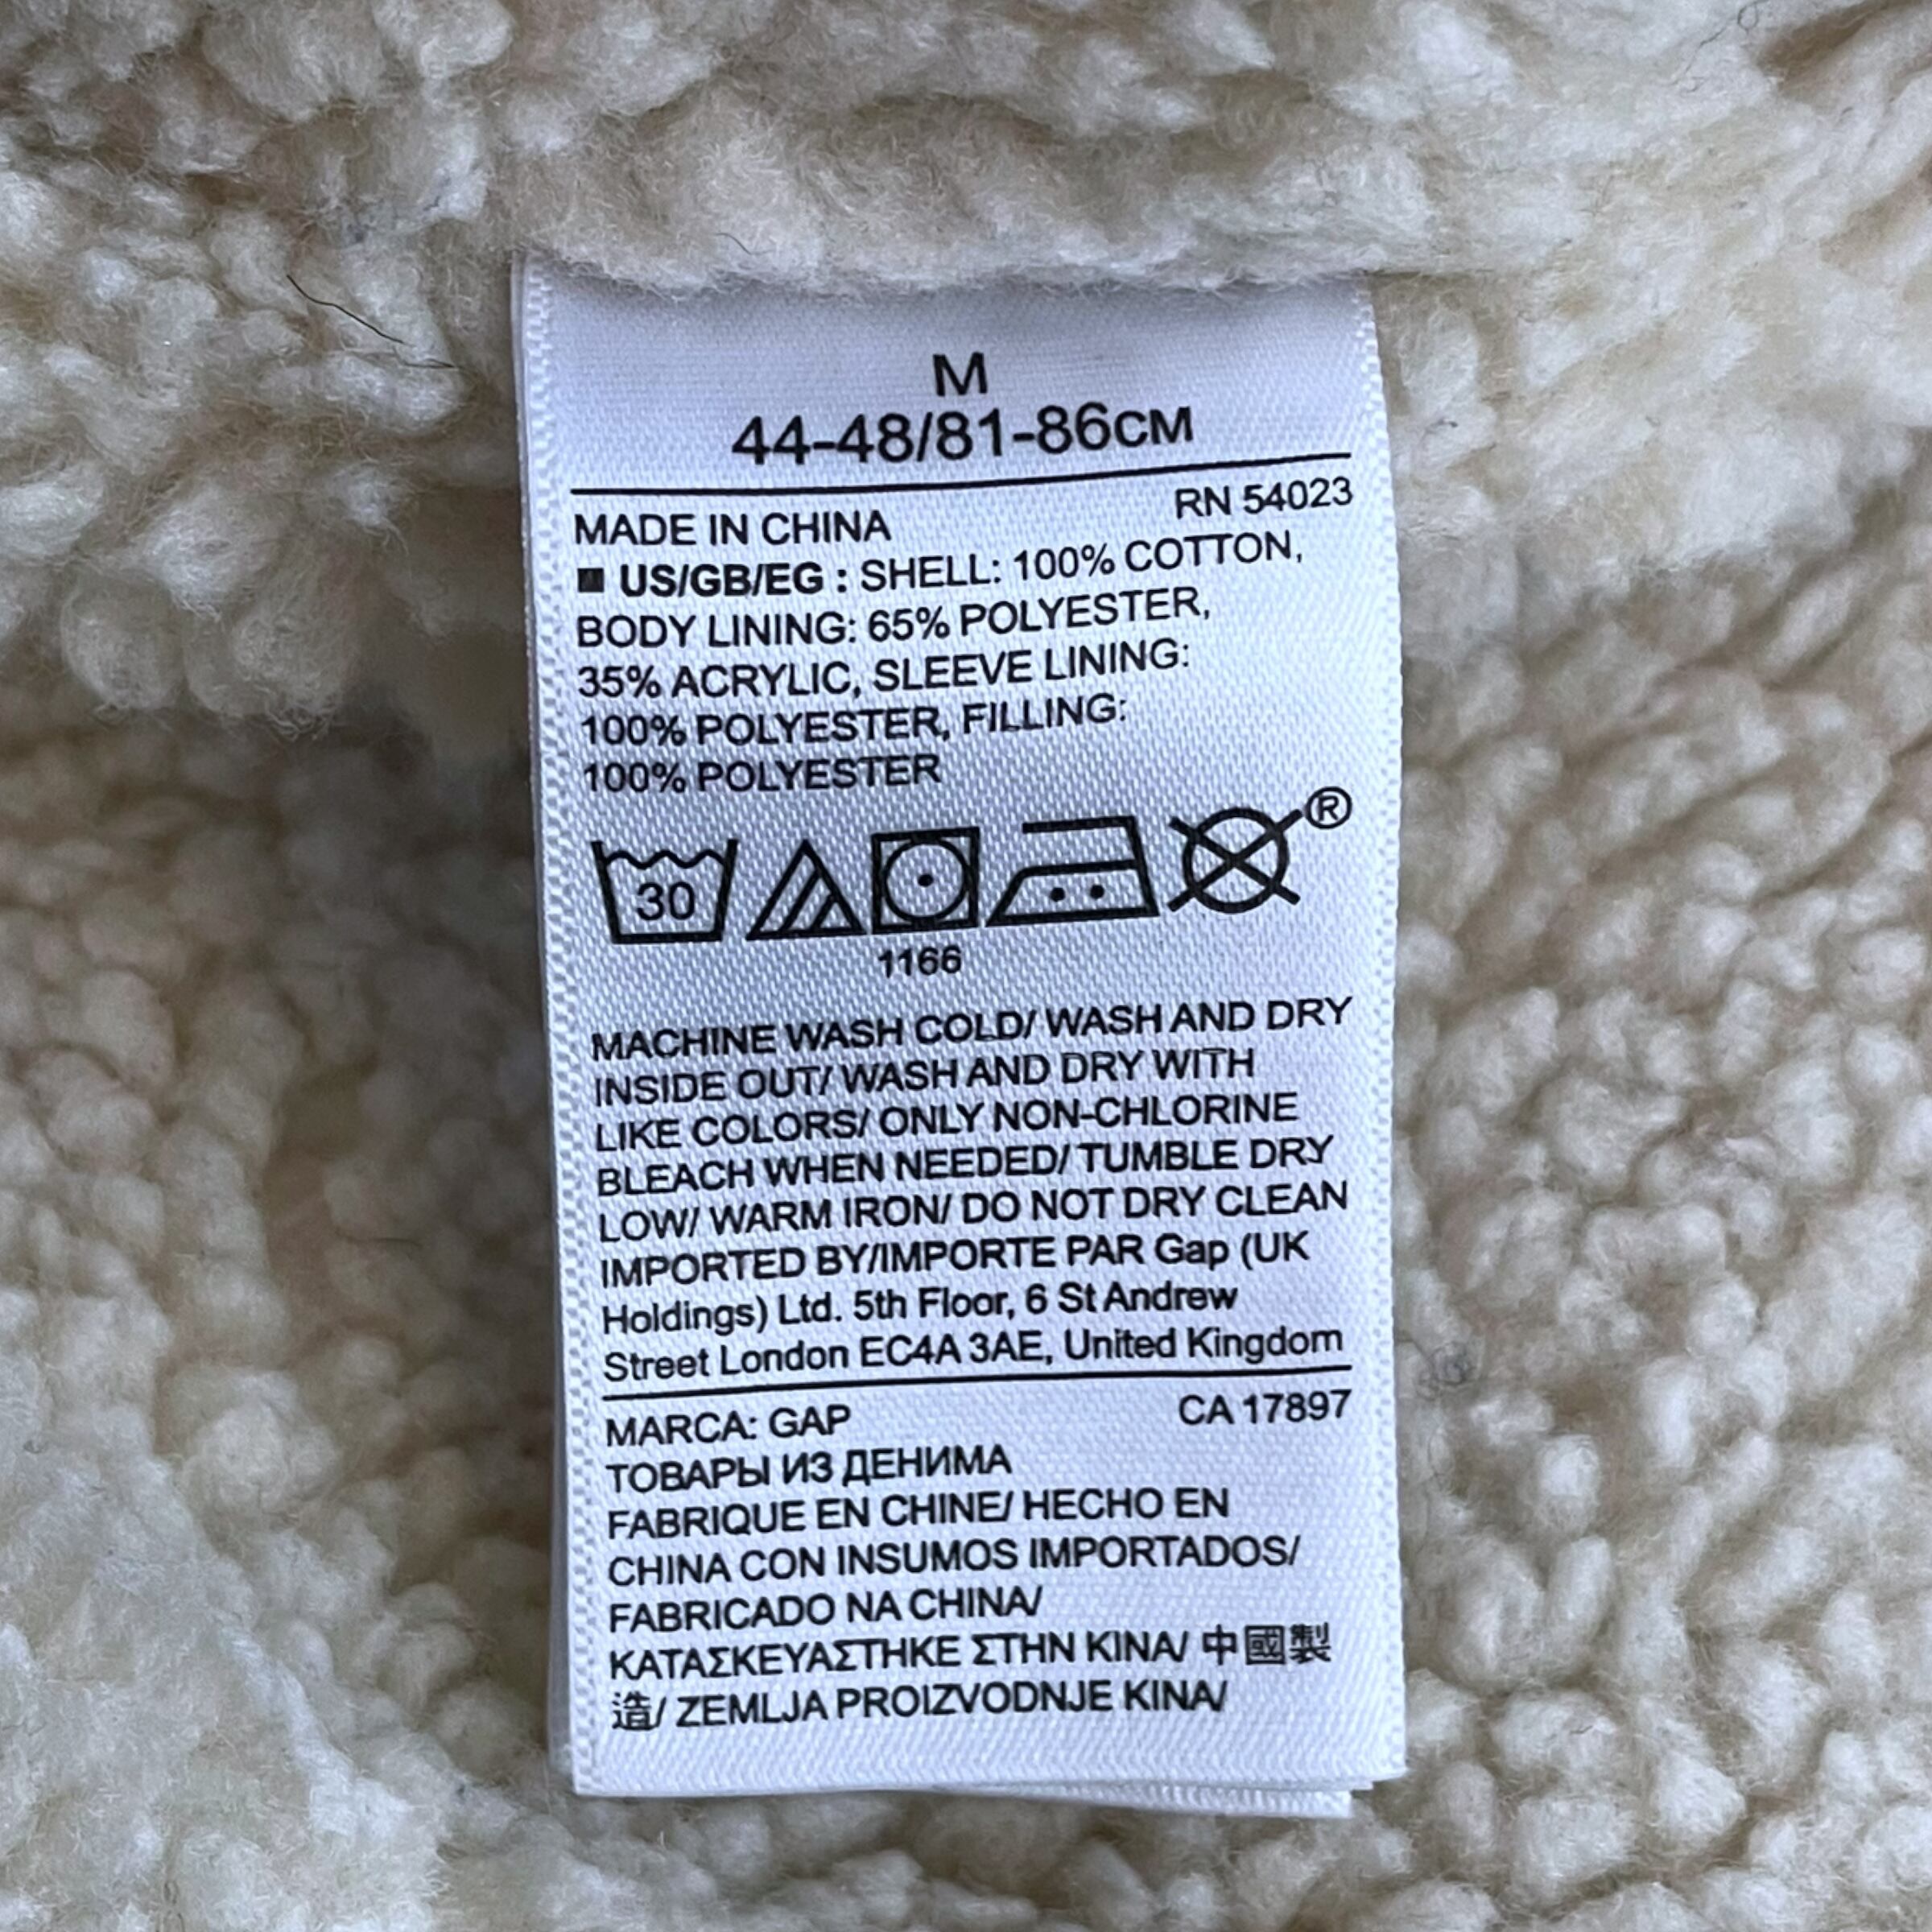 M
44-48/81-86CM
RN 54023
MADE IN CHINA
■ US/GB/EG : SHELL: 100% COTTON,
BODY LINING: 65% POLYESTER,
35% ACRYLIC, SLEEVE LINING:
100% POLYESTER, FILLING:
100% POLYESTER
30
®
1166
MACHINE WASH COLD/ WASH AND DRY
INSIDE OUT/ WASH AND DRY WITH
LIKE COLORS/ ONLY NON-CHLORINE
BLEACH WHEN NEEDED/ TUMBLE DRY
LOW/ WARM IRON/ DO NOT DRY CLEAN
IMPORTED BY/IMPORTE PAR Gap (UK
Holdings) Ltd. 5th Floor, 6 St Andrew
Street London EC4A 3AE, United Kingdom
MARCA: GAP CA 17897
ТОВАРЫ ИЗ ДЕНИМА
FABRIQUE EN CHINE/ HECHO EN
CHINA CON INSUMOS IMPORTADOS/
FABRICADO NA CHINA/
ΚΑΤΑΣΚΕΥΑΣΤΗΚΕ ΣΤΗΝ ΚΙΝΑ/ 中國製
造/ ZEMLJA PROIZVODNJE KINA/